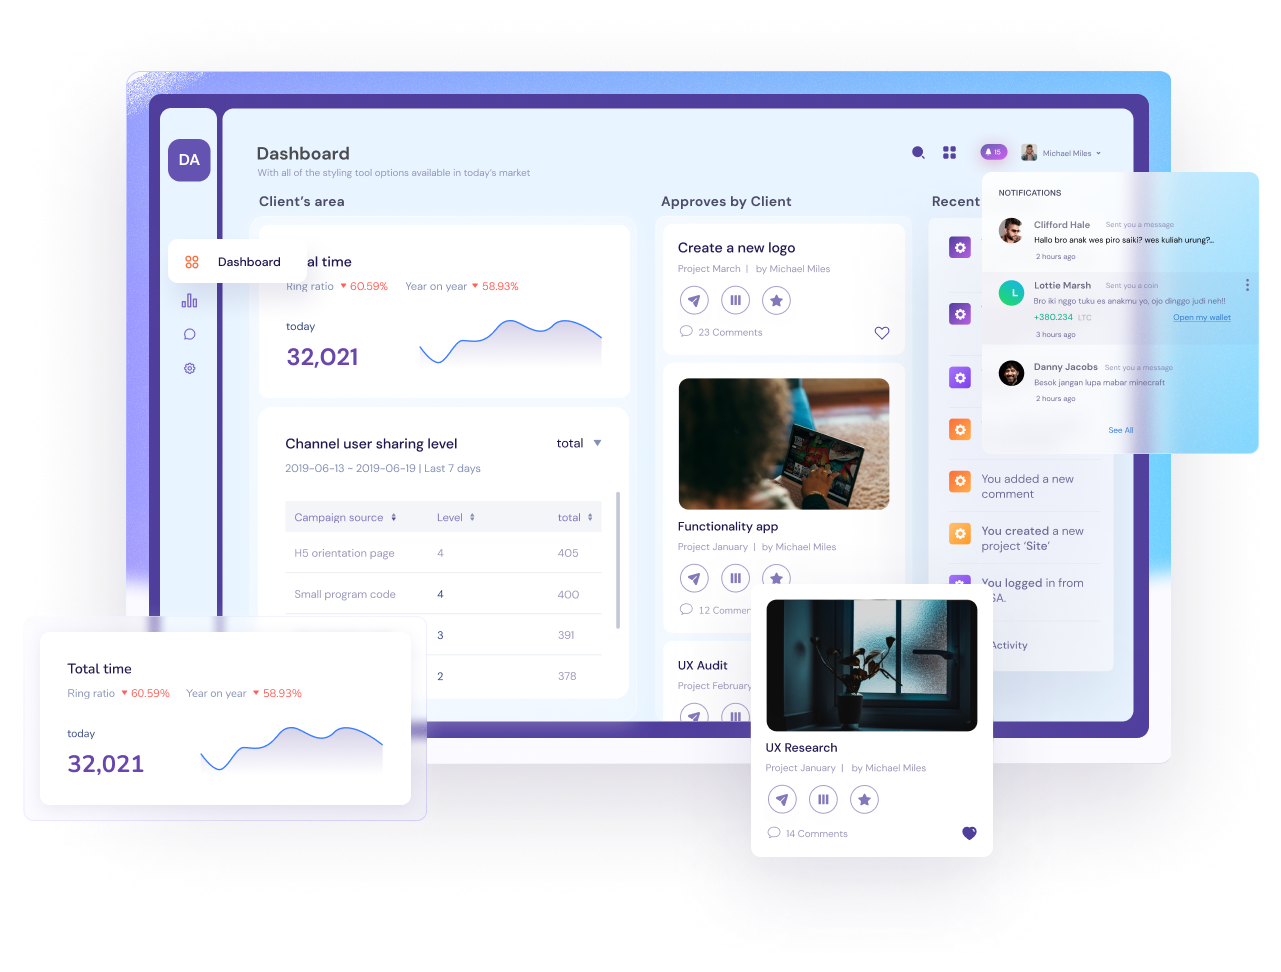 DA
Dashboard
With all of the styling tool options available in today's market
15
Michael Miles
Client's area
Approves by Client
Recent
Dashboard
al time
Ring ratio 60.59% Year on year 58.93%
today
32,021
Channel user sharing level
total
2019-06-13 ~ 2019-06-19 | Last 7 days
Campaign source Level total
H5 orientation page 4 405
Small program code 4 400
3 391
2 378
Create a new logo
Project March | by Michael Miles
23 Comments
Functionality app
Project January | by Michael Miles
12 Commen
UX Audit
Project February
NOTIFICATIONS
Clifford Hale Sent you a message
Hallo bro anak wes piro saiki? wes kuliah urung?...
2 hours ago
L
Lottie Marsh Sent you a coin
Bro iki nggo tuku es anakmu yo, ojo dinggo judi neh!!
+380.234 LTC
Open my wallet
3 hours ago
Danny Jacobs Sent you a message
Besok jangan lupa mabar minecraft
2 hours ago
See All
You added a new
comment
You created a new
project 'Site'
You logged in from
SA.
Activity
Total time
Ring ratio 60.59% Year on year 58.93%
today
32,021
UX Research
Project January | by Michael Miles
14 Comments